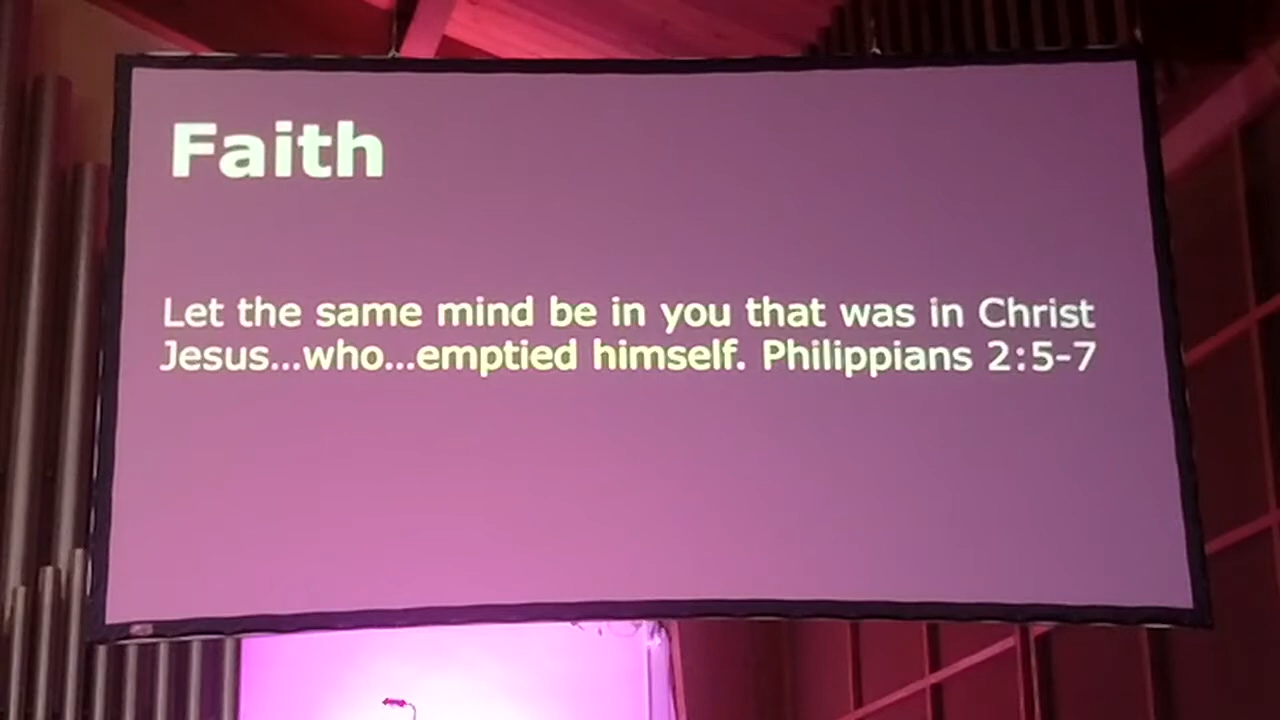 Faith
Let the same mind be in you that was in Christ
Jesus...who...emptied himself. Philippians 2:5-7